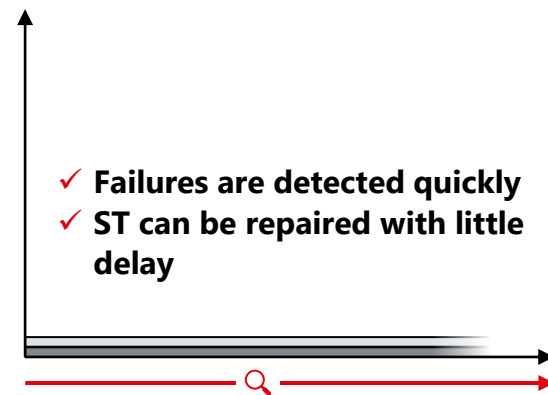 ✓ Failures are detected quickly
✓ ST can be repaired with little
delay